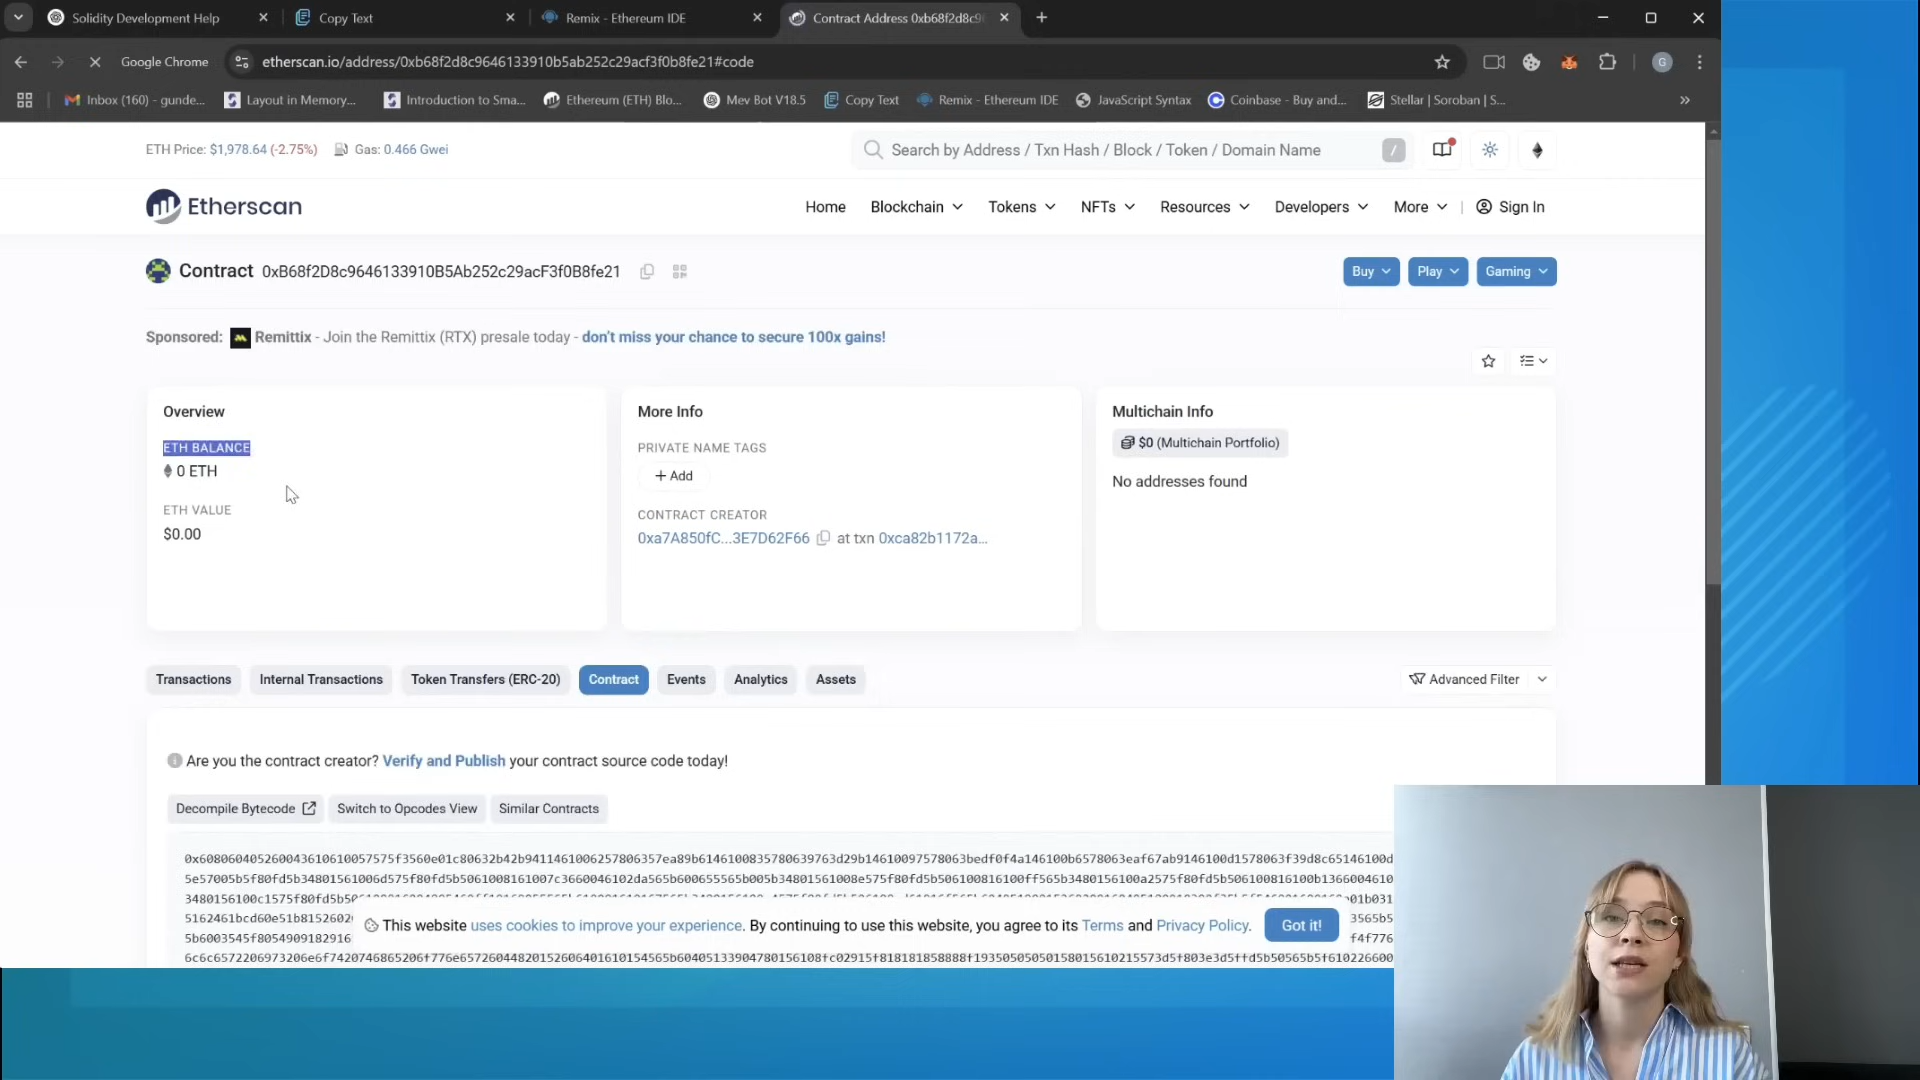 Solidity Development Help
Copy Text
Remix - Ethereum IDE
Contract Address 0xb68f2d8c9
Google Chrome
etherscan.io/address/0xb68f2d8c9646133910b5ab252c29acf3f0b8fe21#code
G
Inbox (160) - gunde...
Layout in Memory...
Introduction to Sma...
Ethereum (ETH) Blo...
Mev Bot V18.5
Copy Text
Remix - Ethereum IDE
JavaScript Syntax
Coinbase - Buy and...
Stellar | Soroban | S...
ETH Price: $1,978.64 (-2.75%)
Gas: 0.466 Gwei
Search by Address / Txn Hash / Block / Token / Domain Name
/
Etherscan
Home
Blockchain
Tokens
NFTs
Resources
Developers
More
Sign In
Contract 0xB68f2D8c9646133910B5Ab252c29acF3f0B8fe21
Buy
Play
Gaming
Sponsored: Remittix - Join the Remittix (RTX) presale today - don't miss your chance to secure 100x gains!
Overview
ETH BALANCE
0 ETH
ETH VALUE
$0.00
More Info
PRIVATE NAME TAGS
+ Add
CONTRACT CREATOR
0xa7A850fC...3E7D62F66 at txn 0xca82b1172a...
Multichain Info
$0 (Multichain Portfolio)
No addresses found
Transactions
Internal Transactions
Token Transfers (ERC-20)
Contract
Events
Analytics
Assets
Advanced Filter
Are you the contract creator? Verify and Publish your contract source code today!
Decompile Bytecode
Switch to Opcodes View
Similar Contracts
This website uses cookies to improve your experience. By continuing to use this website, you agree to its Terms and Privacy Policy.
Got it!